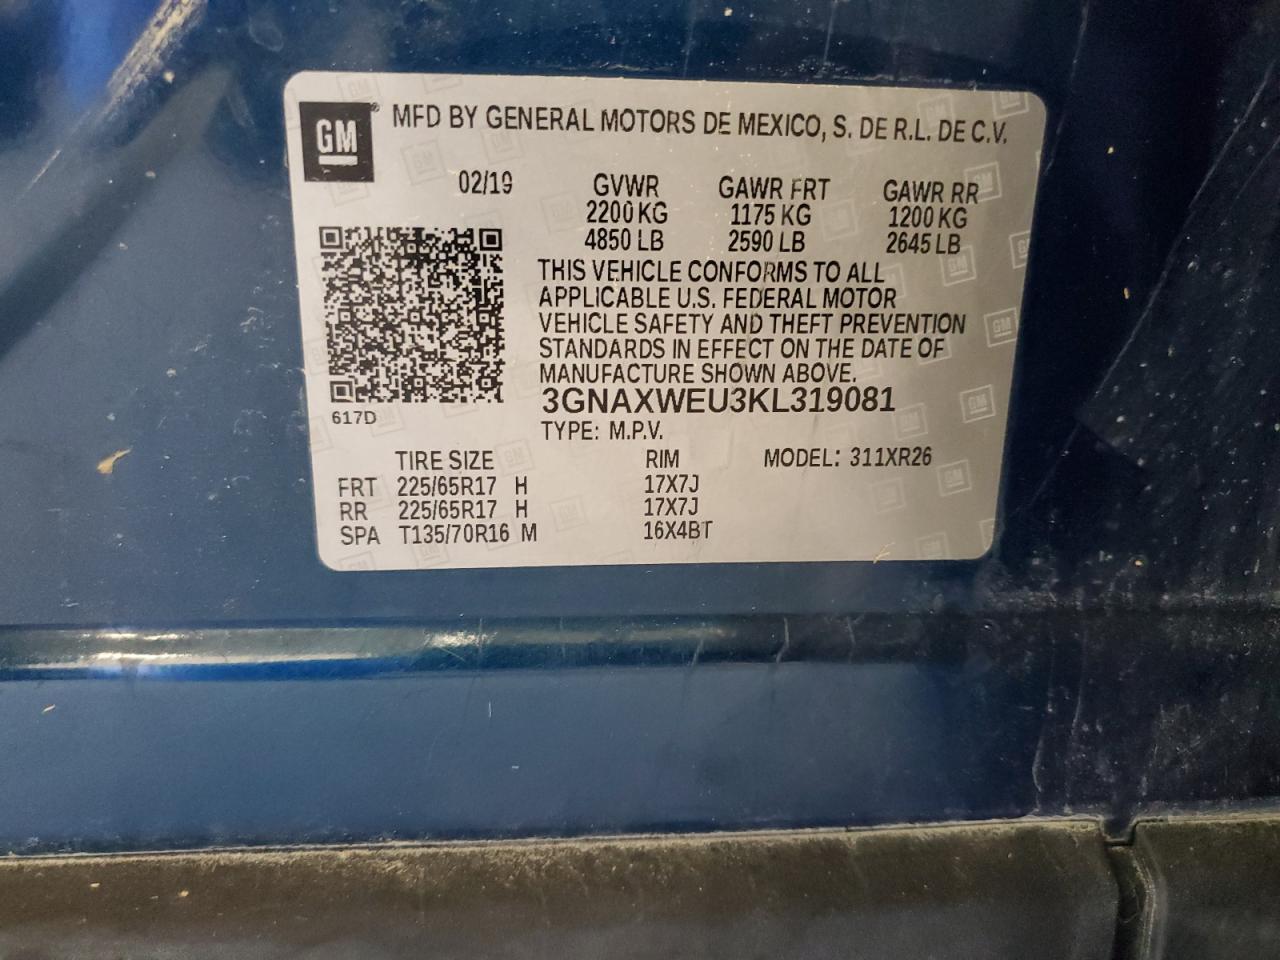 GM ® MFD BY GENERAL MOTORS DE MEXICO, S. DE R.L. DE C.V.
02/19 GVWR GAWR FRT GAWR RR
2200 KG 1175 KG 1200 KG
4850 LB 2590 LB 2645 LB
THIS VEHICLE CONFORMS TO ALL
APPLICABLE U.S. FEDERAL MOTOR
VEHICLE SAFETY AND THEFT PREVENTION
STANDARDS IN EFFECT ON THE DATE OF
MANUFACTURE SHOWN ABOVE.
3GNAXWEU3KL319081
617D
TYPE: M.P.V.
TIRE SIZE RIM MODEL: 311XR26
FRT 225/65R17 H 17X7J
RR 225/65R17 H 17X7J
SPA T135/70R16 M 16X4BT